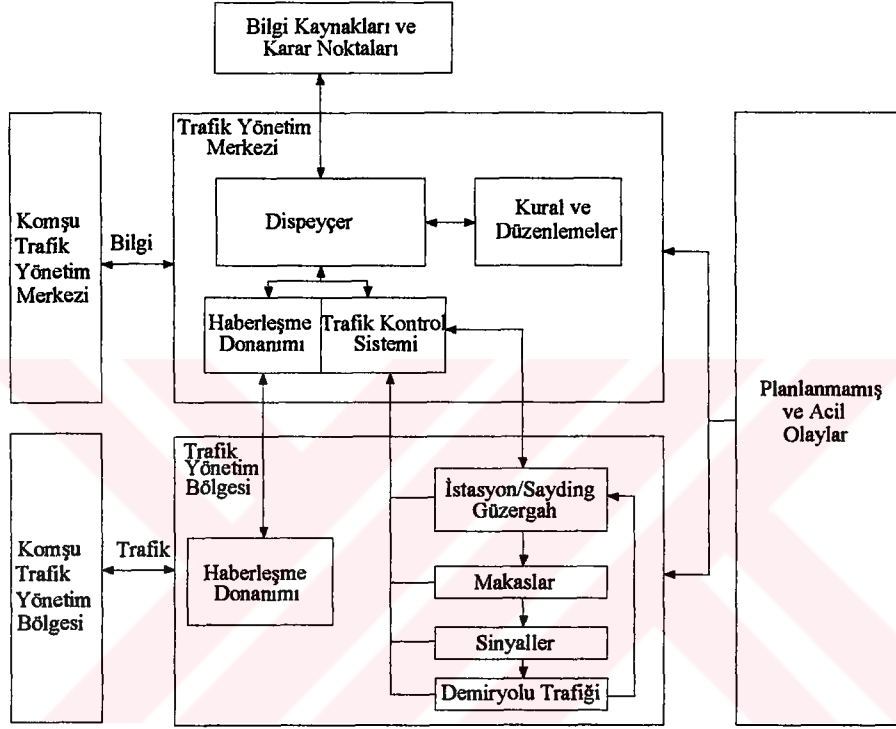 Bilgi Kaynakları ve
Karar Noktaları
Trafik Yönetim
Merkezi
Dispeyçer
Kural ve
Düzenlemeler
Komşu
Trafik
Yönetim
Merkezi
Bilgi
Haberleşme
Donanımı
Trafik Kontrol
Sistemi
Planlanmamış
ve Acil
Olaylar
Trafik
Yönetim
Bölgesi
İstasyon/Sayding
Güzergah
Komşu
Trafik
Yönetim
Bölgesi
Trafik
Haberleşme
Donanımı
Makaslar
Sinyaller
Demiryolu Trafiği